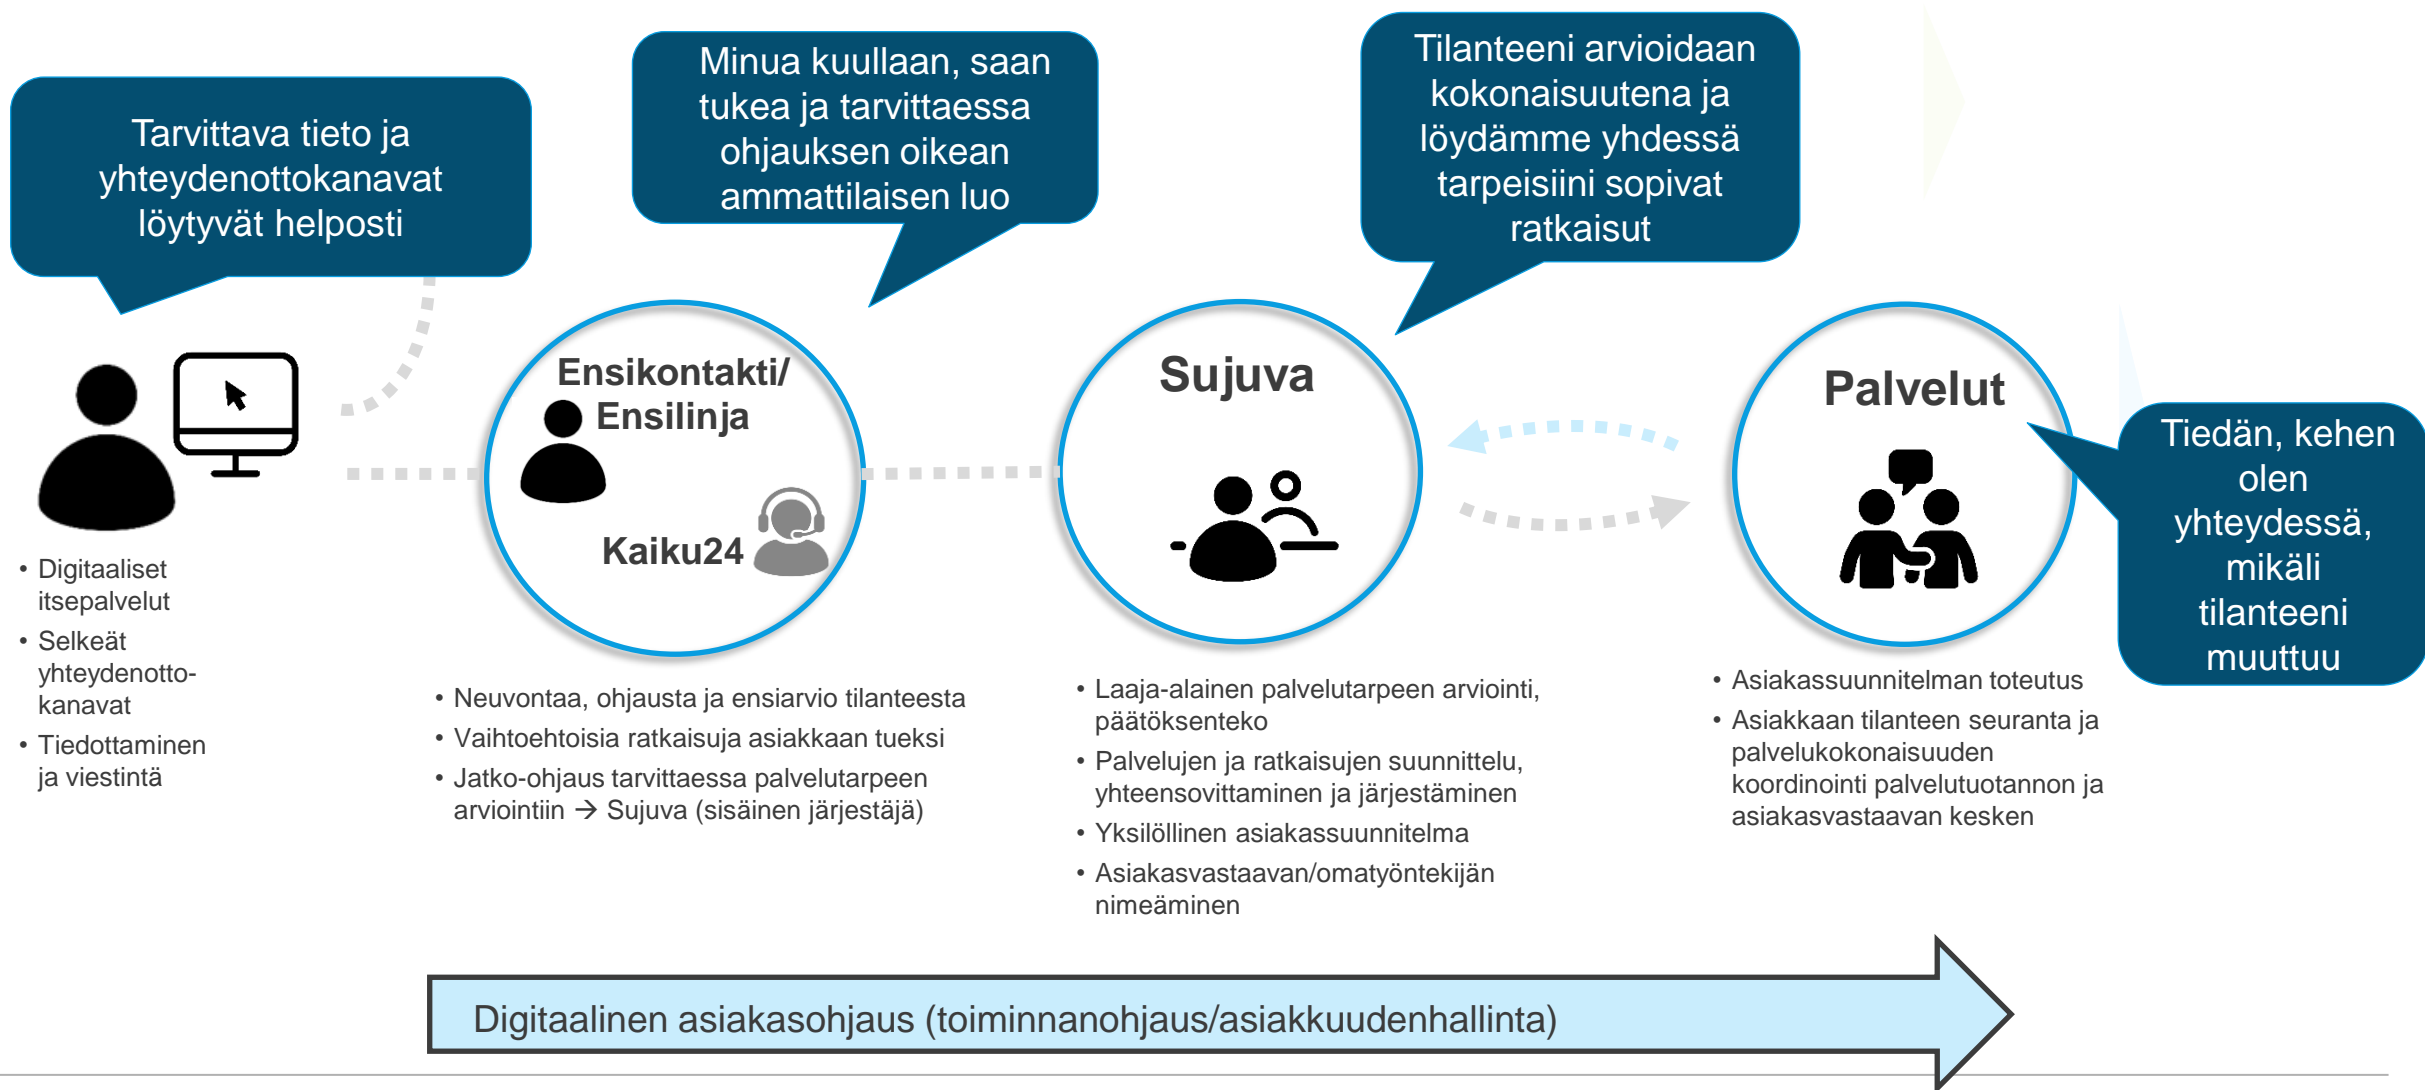 Tarvittava tieto ja
yhteydenottokanavat
löytyvät helposti
Minua kuullaan, saan
tukea ja tarvittaessa
ohjauksen oikean
ammattilaisen luo
Tilanteeni arvioidaan
kokonaisuutena ja
löydämme yhdessä
tarpeisiini sopivat
ratkaisut
Tiedän, kehen
olen
yhteydessä,
mikäli
tilanteeni
muuttuu
• Digitaaliset
itsepalvelut
• Selkeät
yhteydenotto-
kanavat
• Tiedottaminen
ja viestintä
Ensikontakti/
Ensilinja
Kaiku24
• Neuvontaa, ohjausta ja ensiarvio tilanteesta
• Vaihtoehtoisia ratkaisuja asiakkaan tueksi
• Jatko-ohjaus tarvittaessa palvelutarpeen
arviointiin → Sujuva (sisäinen järjestäjä)
Sujuva
• Laaja-alainen palvelutarpeen arviointi,
päätöksenteko
• Palvelujen ja ratkaisujen suunnittelu,
yhteensovittaminen ja järjestäminen
• Yksilöllinen asiakassuunnitelma
• Asiakasvastaavan/omatyöntekijän
nimeäminen
Palvelut
• Asiakassuunnitelman toteutus
• Asiakkaan tilanteen seuranta ja
palvelukokonaisuuden
koordinointi palvelutuotannon ja
asiakasvastaavan kesken
Digitaalinen asiakasohjaus (toiminnanohjaus/asiakkuudenhallinta)